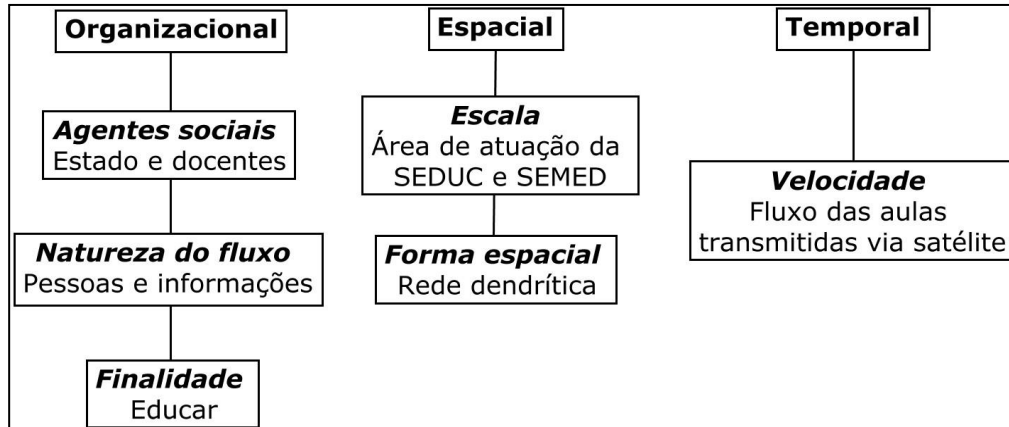 Organizacional
Agentes sociais
Estado e docentes
Natureza do fluxo
Pessoas e informações
Finalidade
Educar
Espacial
Escala
Área de atuação da
SEDUC e SEMED
Forma espacial
Rede dendrítica
Temporal
Velocidade
Fluxo das aulas
transmitidas via satélite